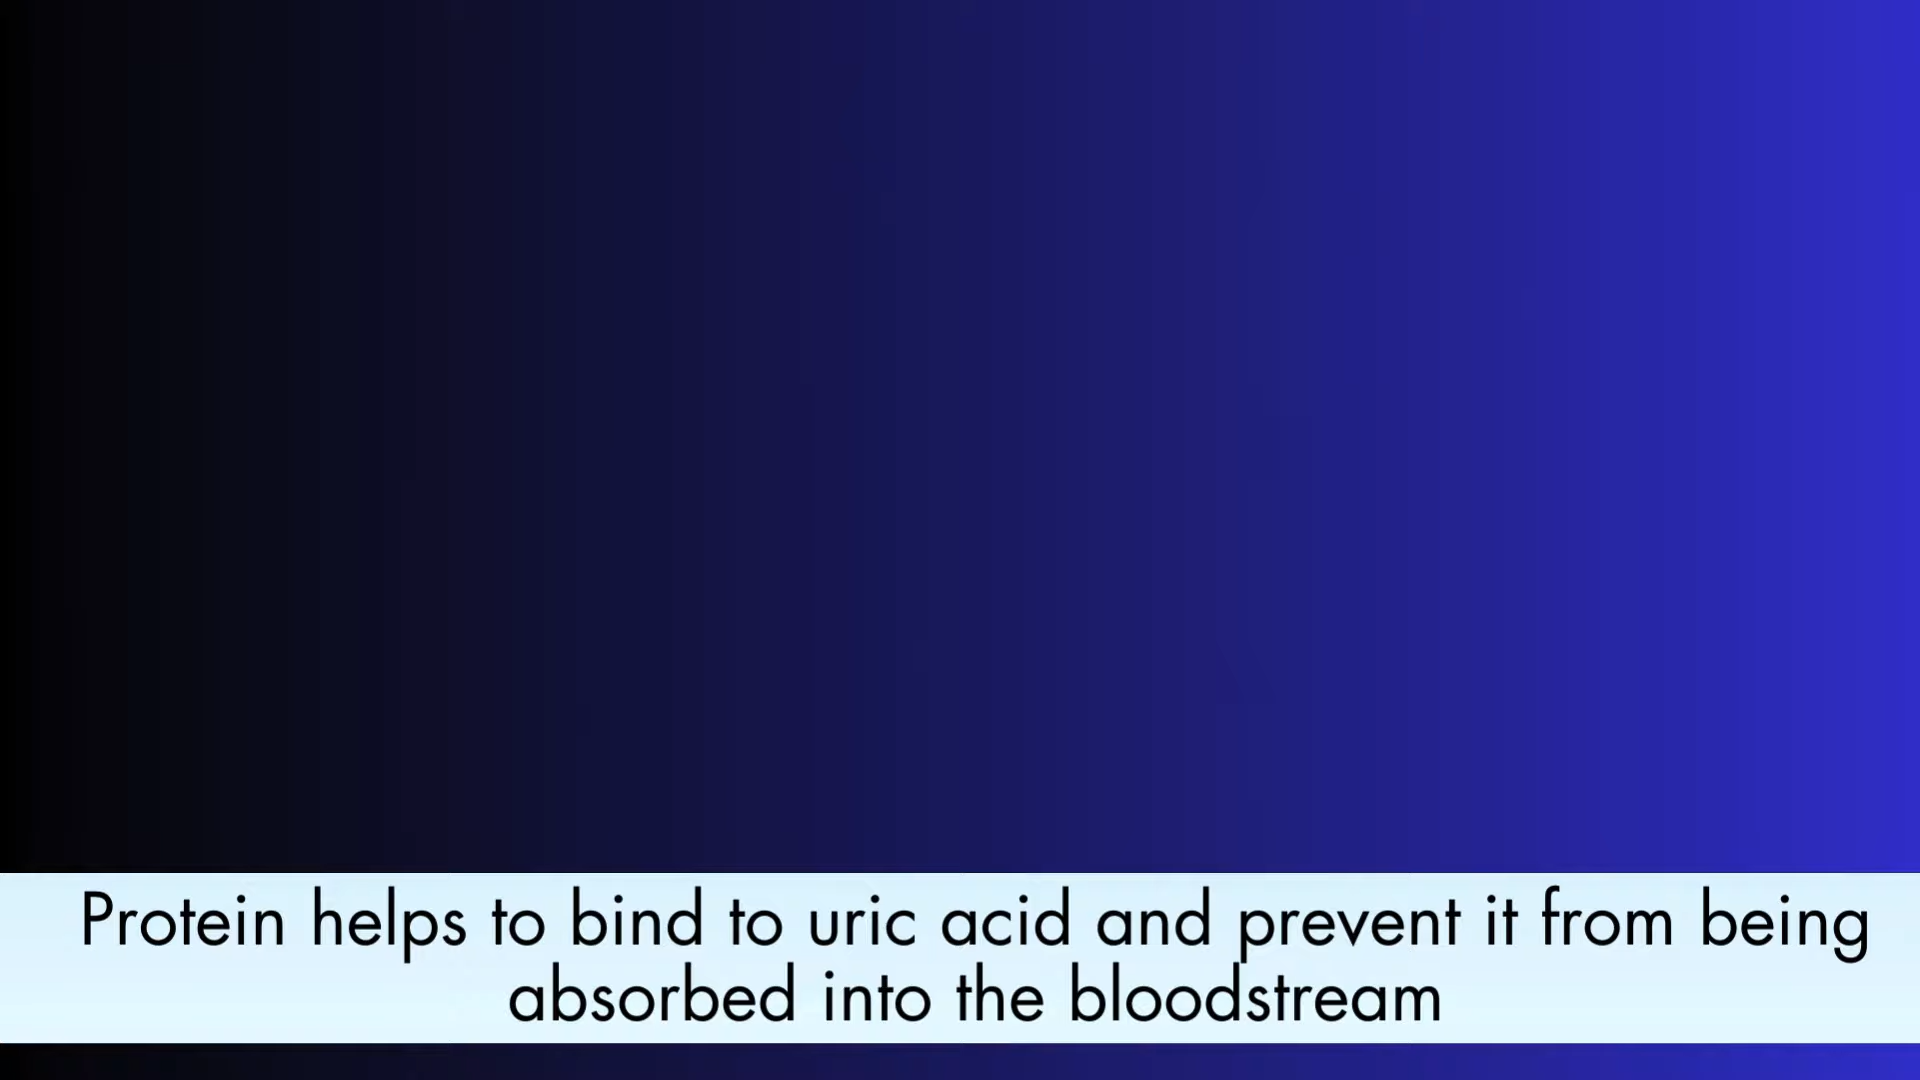 Protein helps to bind to uric acid and prevent it from being
absorbed into the bloodstream